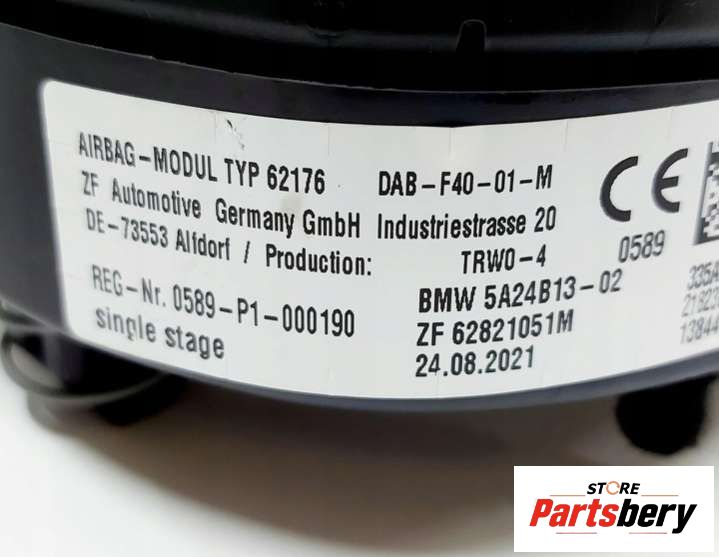 AIRBAG-MODUL TYP 62176 DAB-F40-01-M
ZF Automotive Germany GmbH Industriestrasse 20
DE-73553 Alfdorf / Production: TRW0-4 0589
REG-Nr. 0589-P1-000190 BMW 5A24B13-02
single stage ZF 62821051M
24.08.2021
CE
STORE
Partsbery